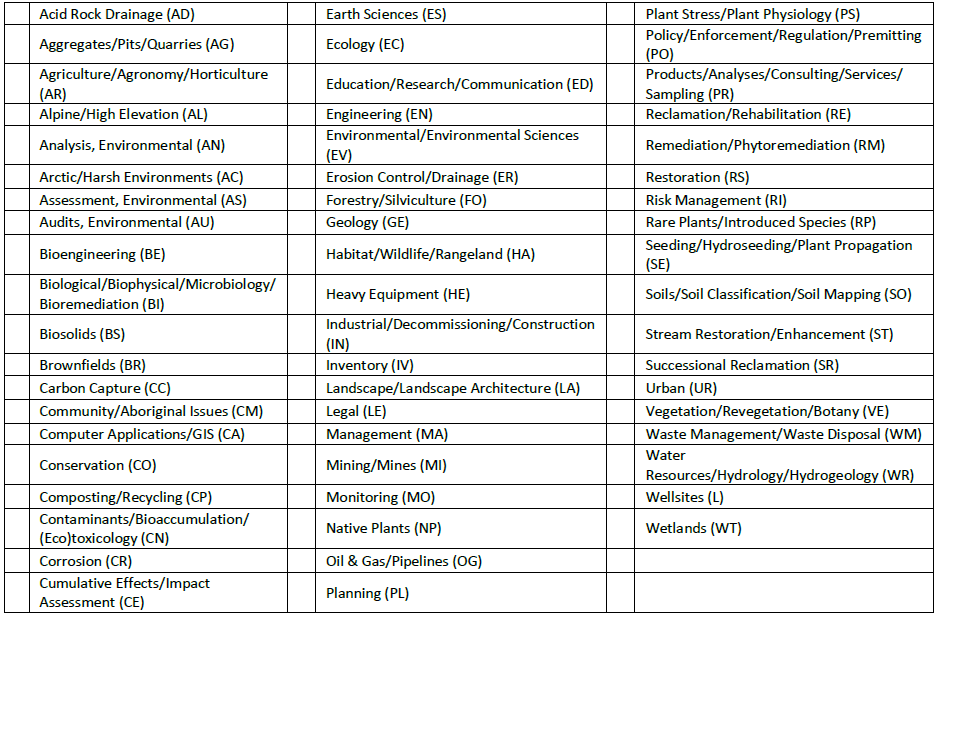 Acid Rock Drainage (AD)
Earth Sciences (ES)
Plant Stress/Plant Physiology (PS)
Aggregates/Pits/Quarries (AG)
Ecology (EC)
Policy/Enforcement/Regulation/Premitting
(PO)
Agriculture/Agronomy/Horticulture
(AR)
Education/Research/Communication (ED)
Products/Analyses/Consulting/Services/
Sampling (PR)
Alpine/High Elevation (AL)
Engineering (EN)
Reclamation/Rehabilitation (RE)
Analysis, Environmental (AN)
Environmental/Environmental Sciences
(EV)
Remediation/Phytoremediation (RM)
Arctic/Harsh Environments (AC)
Erosion Control/Drainage (ER)
Restoration (RS)
Assessment, Environmental (AS)
Forestry/Silviculture (FO)
Risk Management (RI)
Audits, Environmental (AU)
Geology (GE)
Rare Plants/Introduced Species (RP)
Bioengineering (BE)
Habitat/Wildlife/Rangeland (HA)
Seeding/Hydroseeding/Plant Propagation
(SE)
Biological/Biophysical/Microbiology/
Bioremediation (BI)
Heavy Equipment (HE)
Soils/Soil Classification/Soil Mapping (SO)
Biosolids (BS)
Industrial/Decommissioning/Construction
(IN)
Stream Restoration/Enhancement (ST)
Brownfields (BR)
Inventory (IV)
Successional Reclamation (SR)
Carbon Capture (CC)
Landscape/Landscape Architecture (LA)
Urban (UR)
Community/Aboriginal Issues (CM)
Legal (LE)
Vegetation/Revegetation/Botany (VE)
Computer Applications/GIS (CA)
Management (MA)
Waste Management/Waste Disposal (WM)
Conservation (CO)
Mining/Mines (MI)
Water
Resources/Hydrology/Hydrogeology (WR)
Composting/Recycling (CP)
Monitoring (MO)
Wellsites (L)
Contaminants/Bioaccumulation/
(Eco)toxicology (CN)
Native Plants (NP)
Wetlands (WT)
Corrosion (CR)
Oil & Gas/Pipelines (OG)
Cumulative Effects/Impact
Assessment (CE)
Planning (PL)